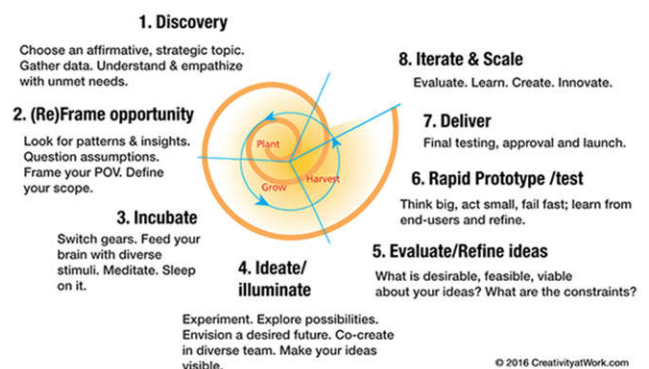 1. Discovery
Choose an affirmative, strategic topic.
Gather data. Understand & empathize
with unmet needs.
2. (Re)Frame opportunity
Look for patterns & insights.
Question assumptions.
Frame your POV. Define
your scope.
3. Incubate
Switch gears. Feed your
brain with diverse
stimuli. Meditate. Sleep
on it.
4. Ideate/
illuminate
Experiment. Explore possibilities.
Envision a desired future. Co-create
in diverse team. Make your ideas
visible.
5. Evaluate/Refine ideas
What is desirable, feasible, viable
about your ideas? What are the constraints?
6. Rapid Prototype /test
Think big, act small, fail fast; learn from
end-users and refine.
7. Deliver
Final testing, approval and launch.
8. Iterate & Scale
Evaluate. Learn. Create. Innovate.
Plant
Grow
Harvest
© 2016 CreativityatWork.com